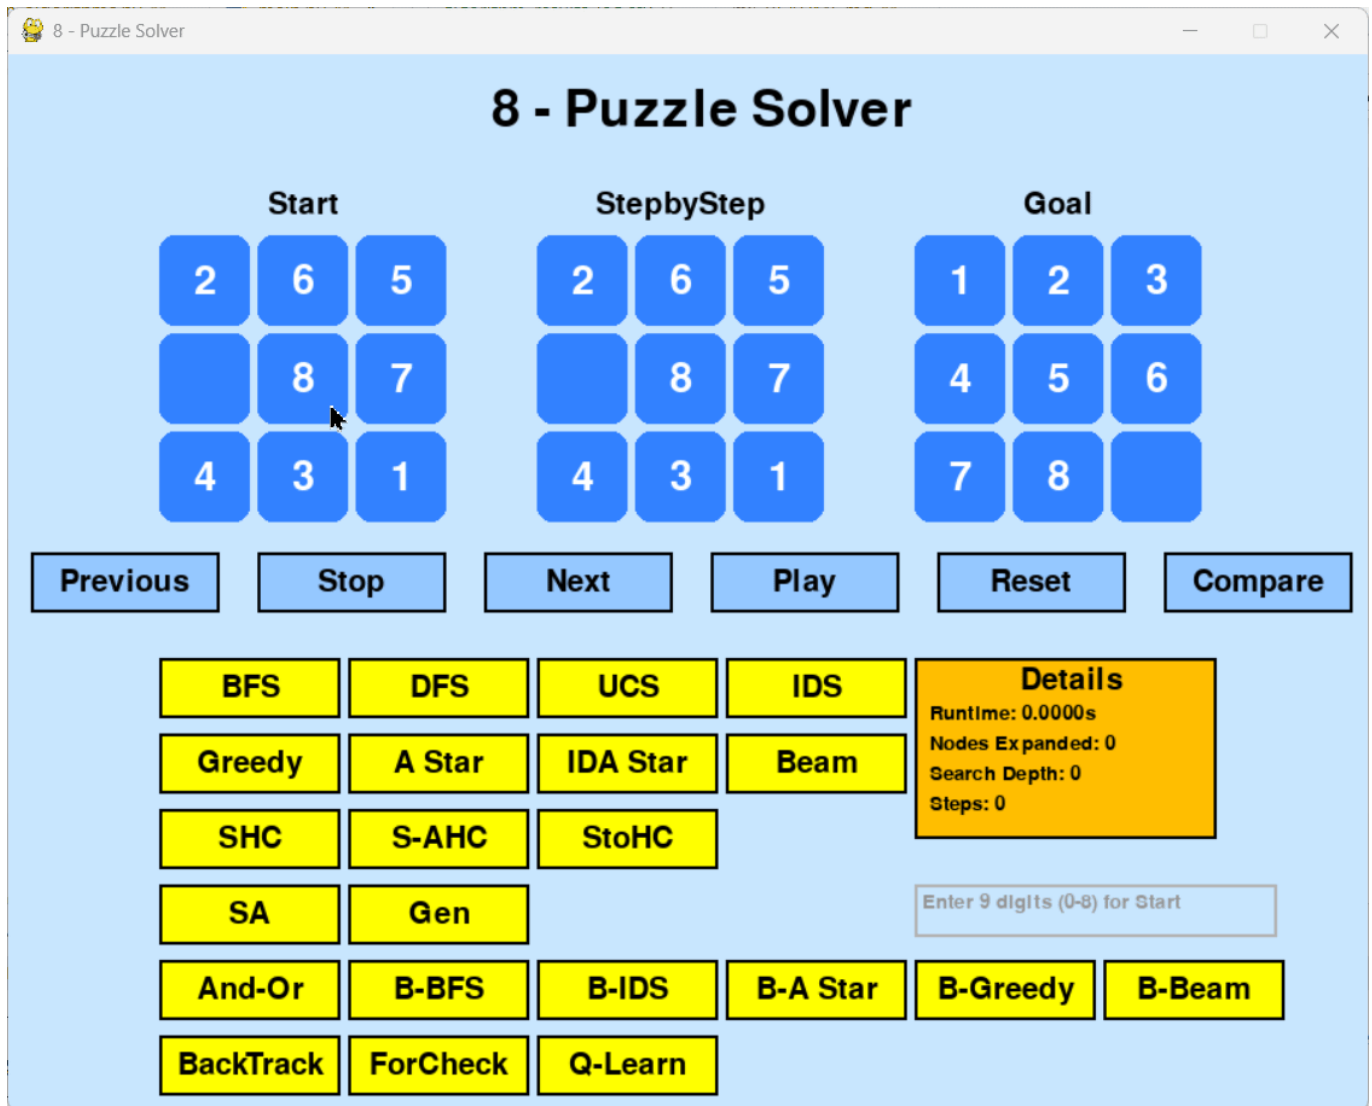 8 - Puzzle Solver
8 - Puzzle Solver
Start StepbyStep Goal
2 6 5 2 6 5 1 2 3
8 7 8 7 4 5 6
4 3 1 4 3 1 7 8
Previous Stop Next Play Reset Compare
BFS DFS UCS IDS
Details
Runtime: 0.0000s
Nodes Expanded: 0
Search Depth: 0
Steps: 0
Greedy A Star IDA Star Beam
SHC S-AHC StoHC
SA Gen
Enter 9 digits (0-8) for Start
And-Or B-BFS B-IDS B-A Star B-Greedy B-Beam
BackTrack ForCheck Q-Learn